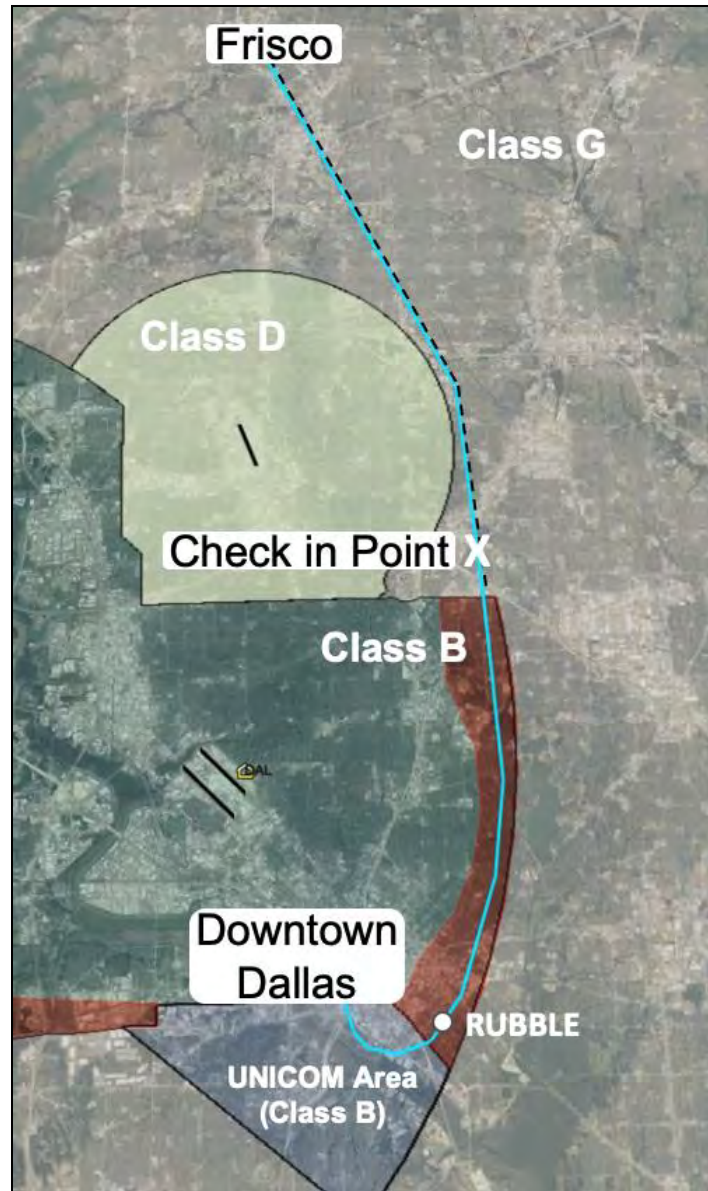 Frisco
Class G
Class D
Check in Point X
Class B
DAL
Downtown
Dallas
RUBBLE
UNICOM Area
(Class B)